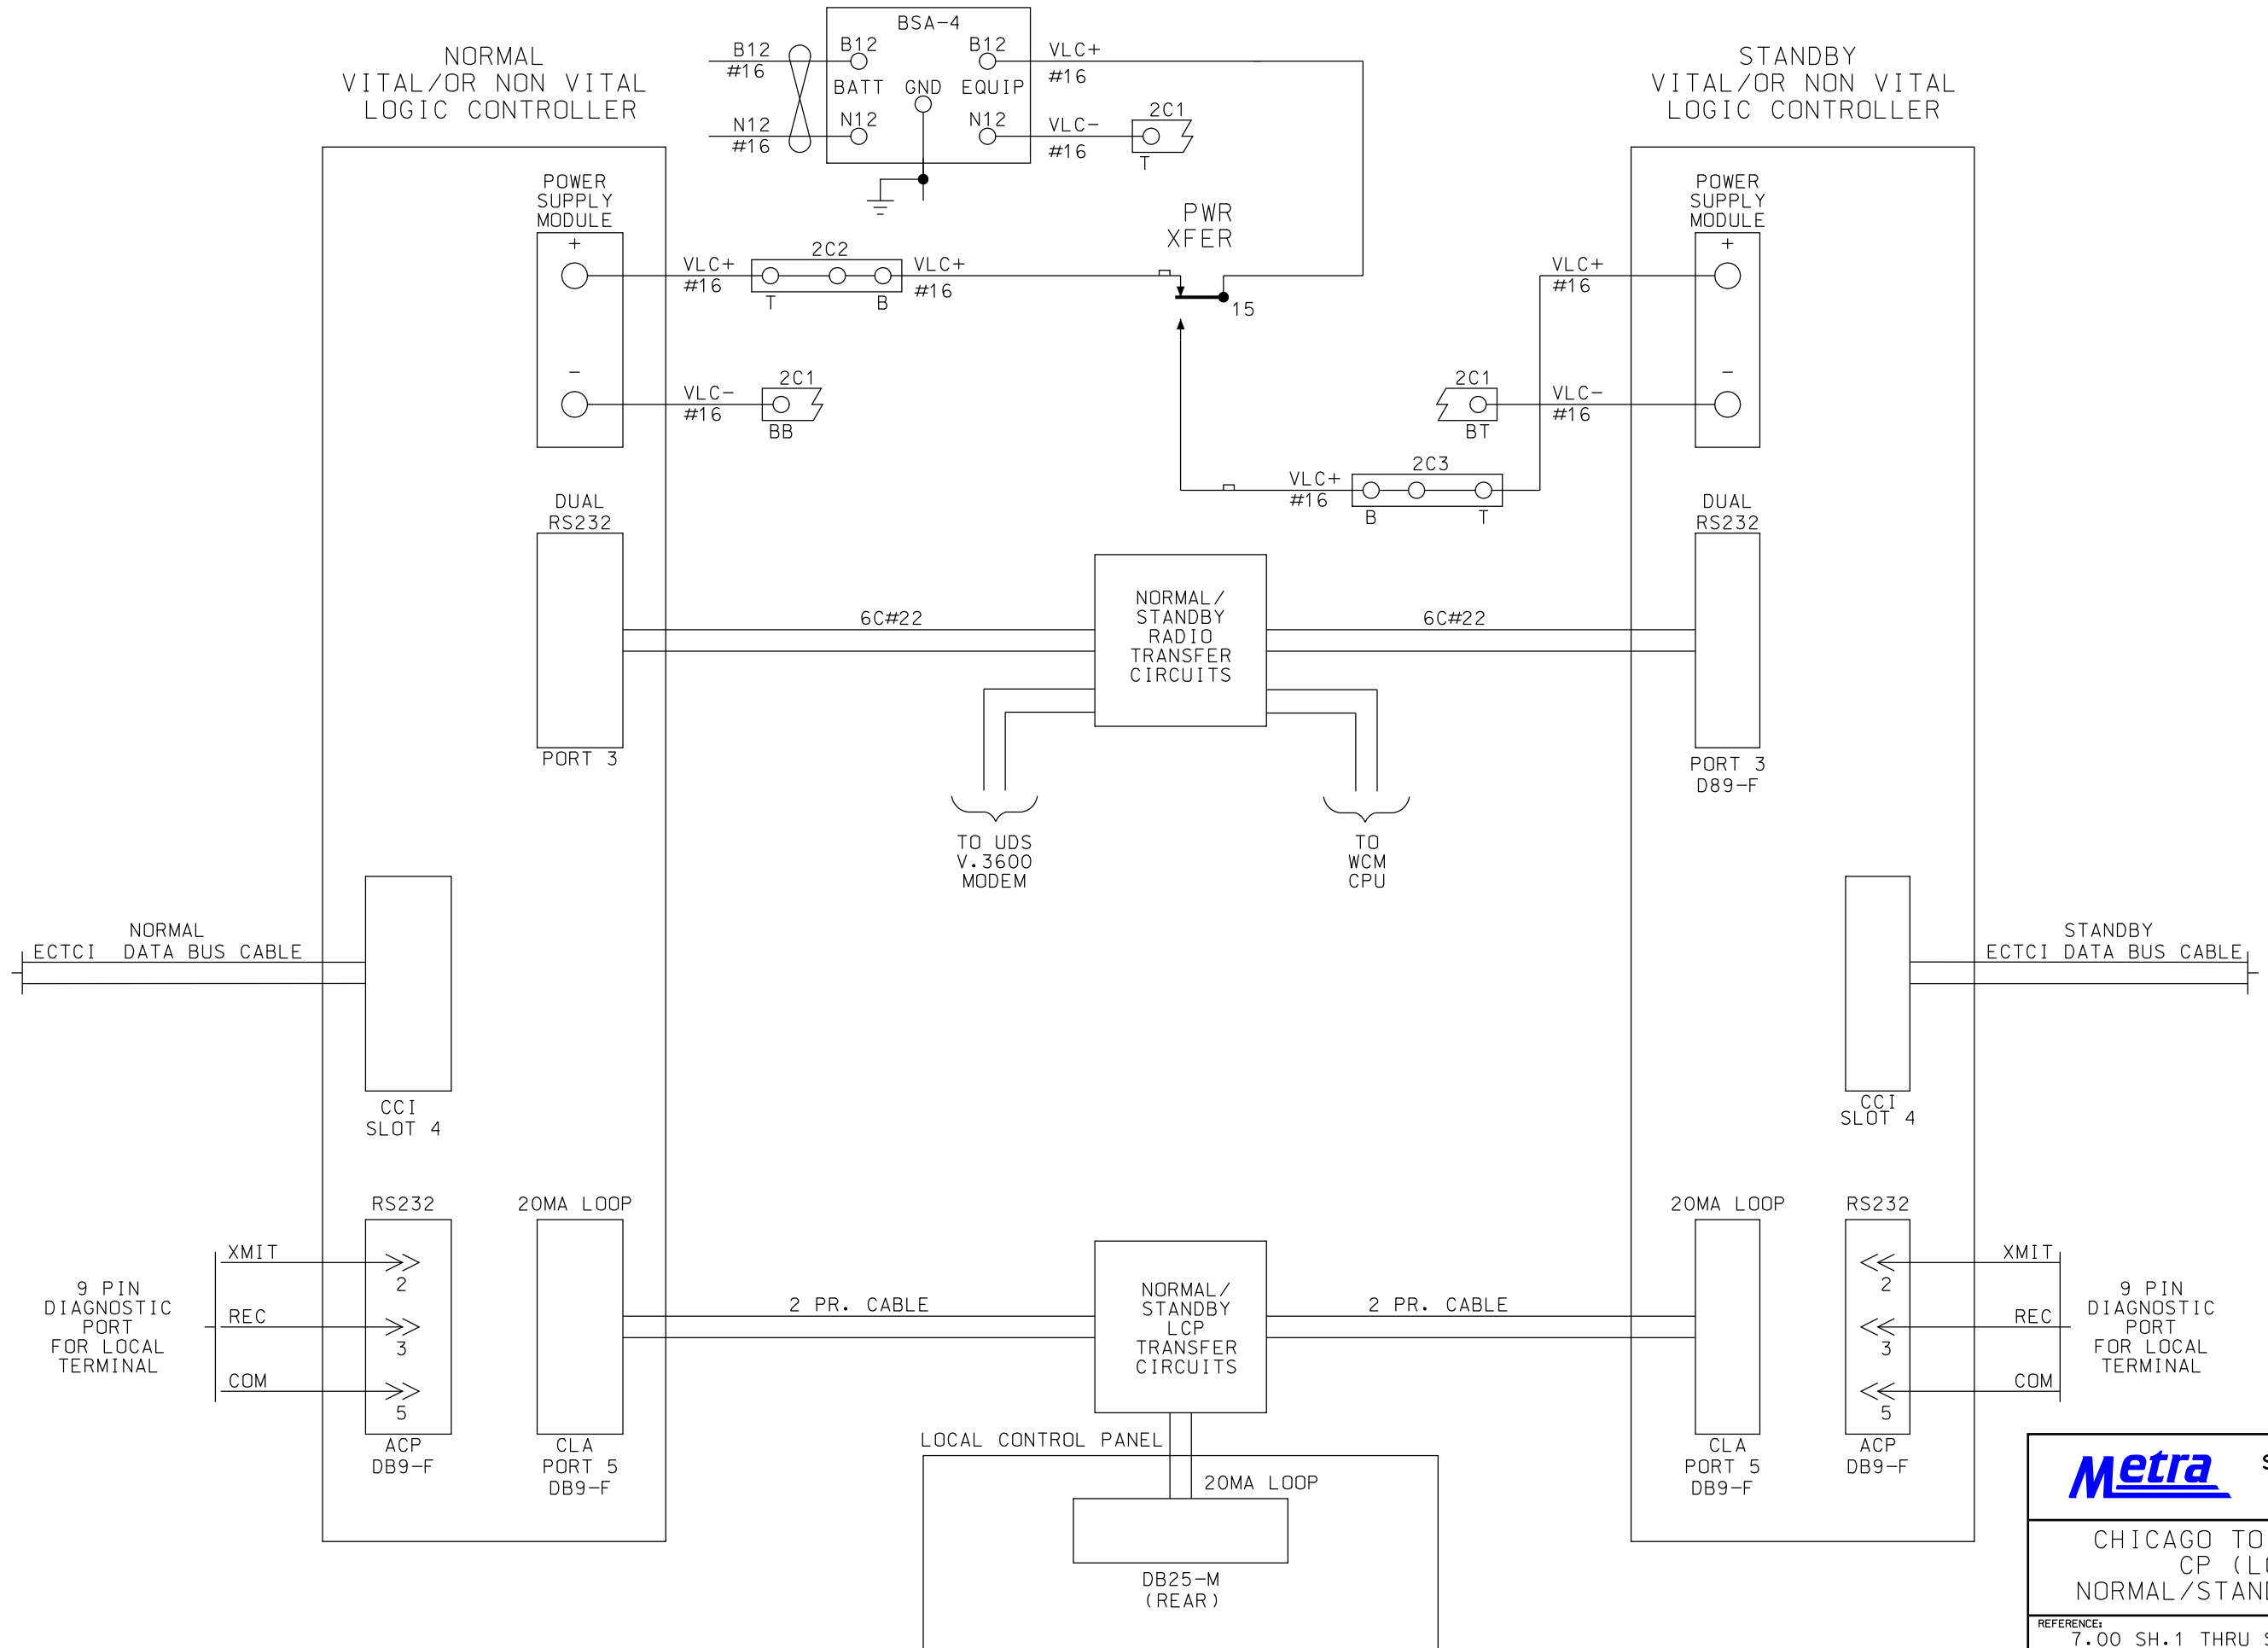 NORMAL
VITAL/OR NON VITAL
LOGIC CONTROLLER
BSA-4
B12
#16
B12
B12
VLC+
#16
BATT
GND
EQUIP
N12
#16
N12
N12
VLC-
#16
2C1
T
STANDBY
VITAL/OR NON VITAL
LOGIC CONTROLLER
POWER
SUPPLY
MODULE
+
-
VLC+
#16
2C2
T
B
VLC+
#16
PWR
XFER
15
VLC-
#16
2C1
BB
VLC+
#16
POWER
SUPPLY
MODULE
+
-
2C1
BT
VLC-
#16
VLC+
#16
2C3
B
T
DUAL
RS232
PORT 3
6C#22
NORMAL/
STANDBY
RADIO
TRANSFER
CIRCUITS
6C#22
DUAL
RS232
PORT 3
D89-F
TO UDS
V.3600
MODEM
TO
WCM
CPU
NORMAL
ECTCI DATA BUS CABLE
CCI
SLOT 4
STANDBY
ECTCI DATA BUS CABLE
CCI
SLOT 4
9 PIN
DIAGNOSTIC
PORT
FOR LOCAL
TERMINAL
XMIT
REC
COM
RS232
2
3
5
ACP
DB9-F
20MA LOOP
CLA
PORT 5
DB9-F
2 PR. CABLE
NORMAL/
STANDBY
LCP
TRANSFER
CIRCUITS
2 PR. CABLE
20MA LOOP
CLA
PORT 5
DB9-F
RS232
2
3
5
ACP
DB9-F
XMIT
REC
COM
9 PIN
DIAGNOSTIC
PORT
FOR LOCAL
TERMINAL
LOCAL CONTROL PANEL
20MA LOOP
DB25-M
(REAR)
Metra
CHICAGO TO
CP
NORMAL/
REFERENCE:
7.00 SH.1 THRU